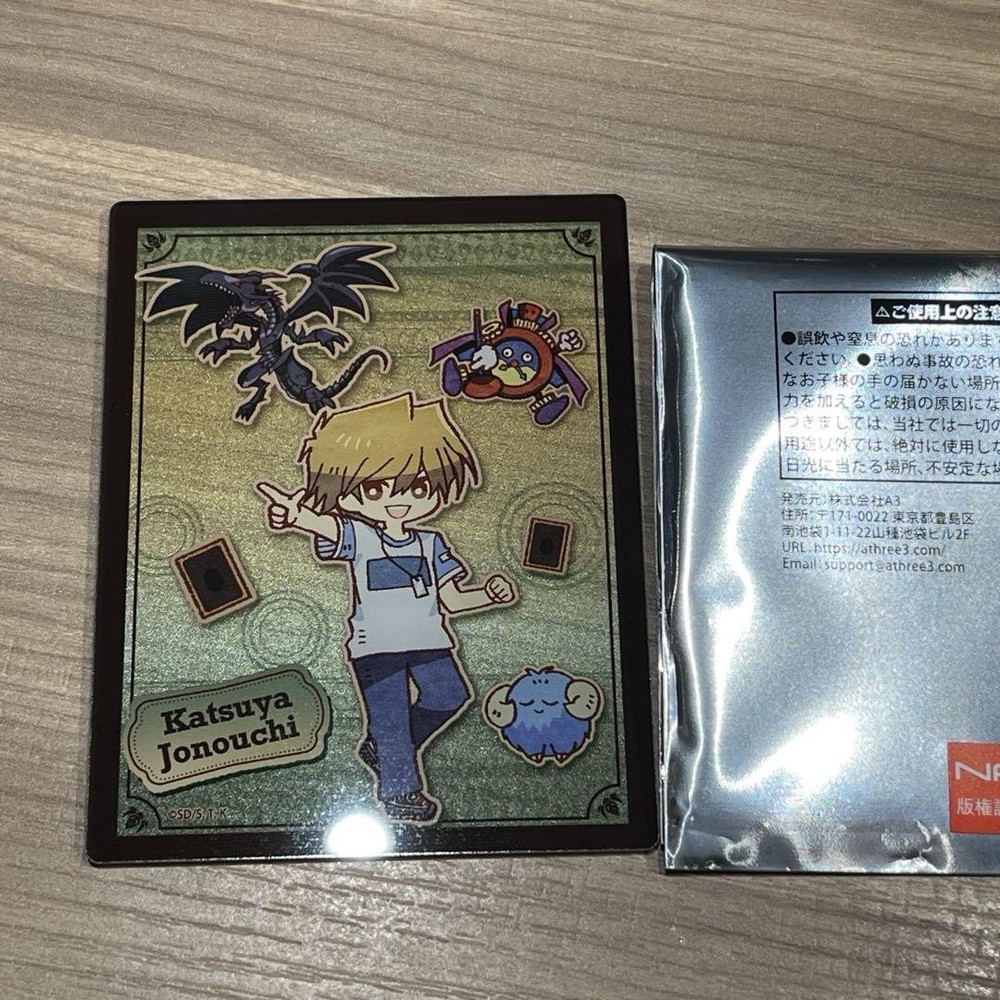 Katsuya
Jonouchi
©SD/S, T, K
⚠ご使用上の注意
●誤飲や窒息の恐れがありま
ください。●思わぬ事故の恐れ
なお子様の手の届かない場所
力を加えると破損の原因にな
つきましては、当社では一切の
用途以外では、絶対に使用し
日光に当たる場所、不安定な
発売元：株式会社A3
住所：〒171-0022 東京都豊島区
南池袋1-11-22山種池袋ビル2F
URL：https://athree3.com/
Email：support@athree3.com
版権